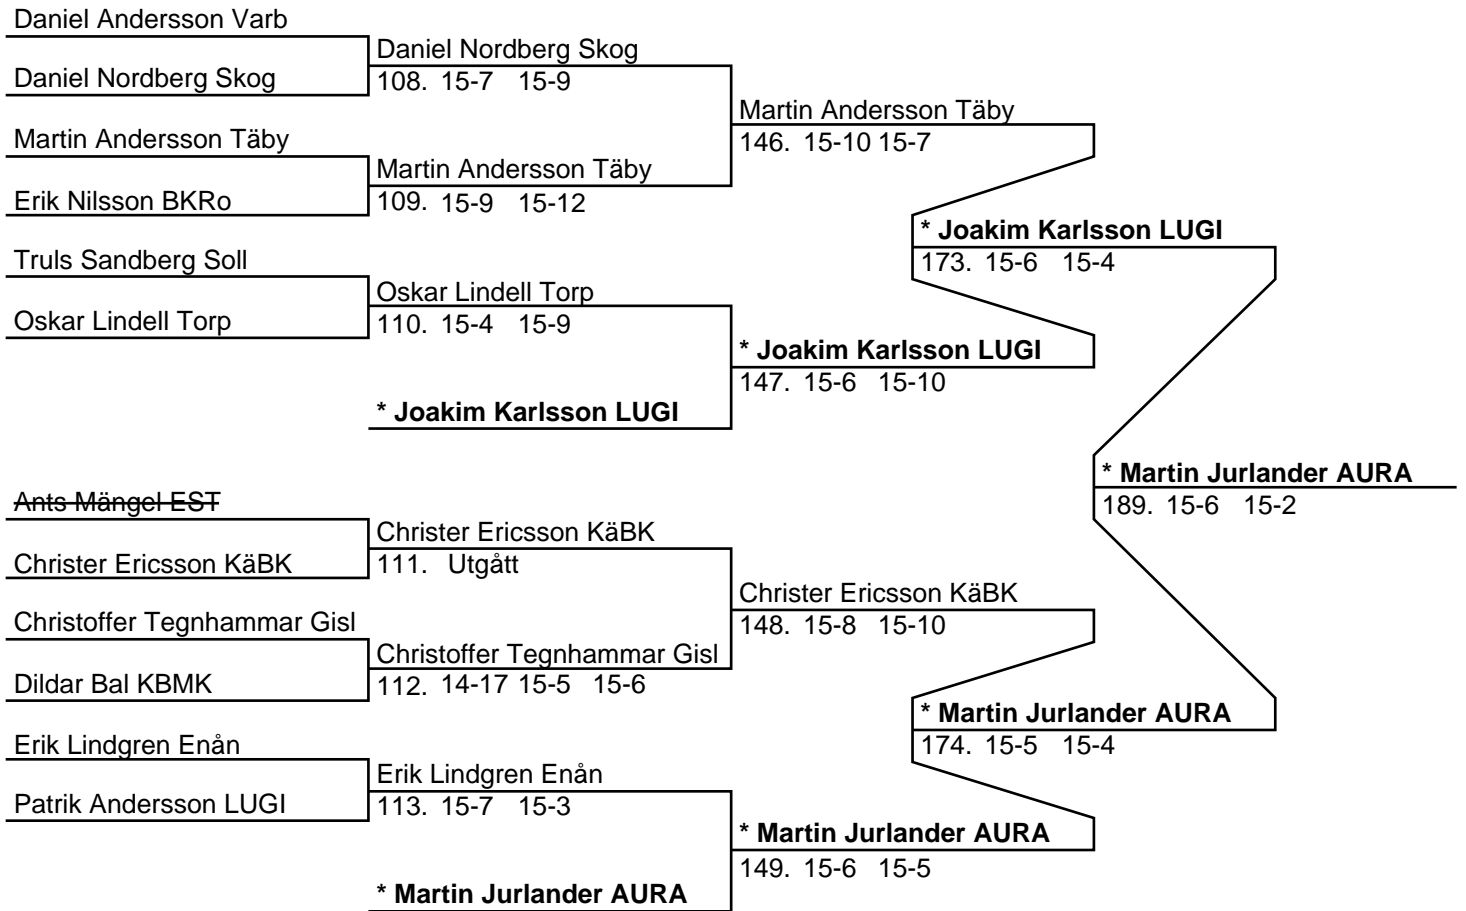 Daniel Andersson Varb
Daniel Nordberg Skog
Daniel Nordberg Skog
108. 15-7 15-9
Martin Andersson Täby
146. 15-10 15-7
Martin Andersson Täby
Martin Andersson Täby
109. 15-9 15-12
Erik Nilsson BKRo
* Joakim Karlsson LUGI
173. 15-6 15-4
Truls Sandberg Soll
Oskar Lindell Torp
110. 15-4 15-9
Oskar Lindell Torp
* Joakim Karlsson LUGI
147. 15-6 15-10
* Joakim Karlsson LUGI
* Martin Jurlander AURA
189. 15-6 15-2
Ants Mängel EST
Christer Ericsson KäBK
111. Utgått
Christer Ericsson KäBK
Christer Ericsson KäBK
148. 15-8 15-10
Christoffer Tegnhammar Gisl
Christoffer Tegnhammar Gisl
112. 14-17 15-5 15-6
Dildar Bal KBMK
* Martin Jurlander AURA
174. 15-5 15-4
Erik Lindgren Enån
Erik Lindgren Enån
113. 15-7 15-3
Patrik Andersson LUGI
* Martin Jurlander AURA
149. 15-6 15-5
* Martin Jurlander AURA